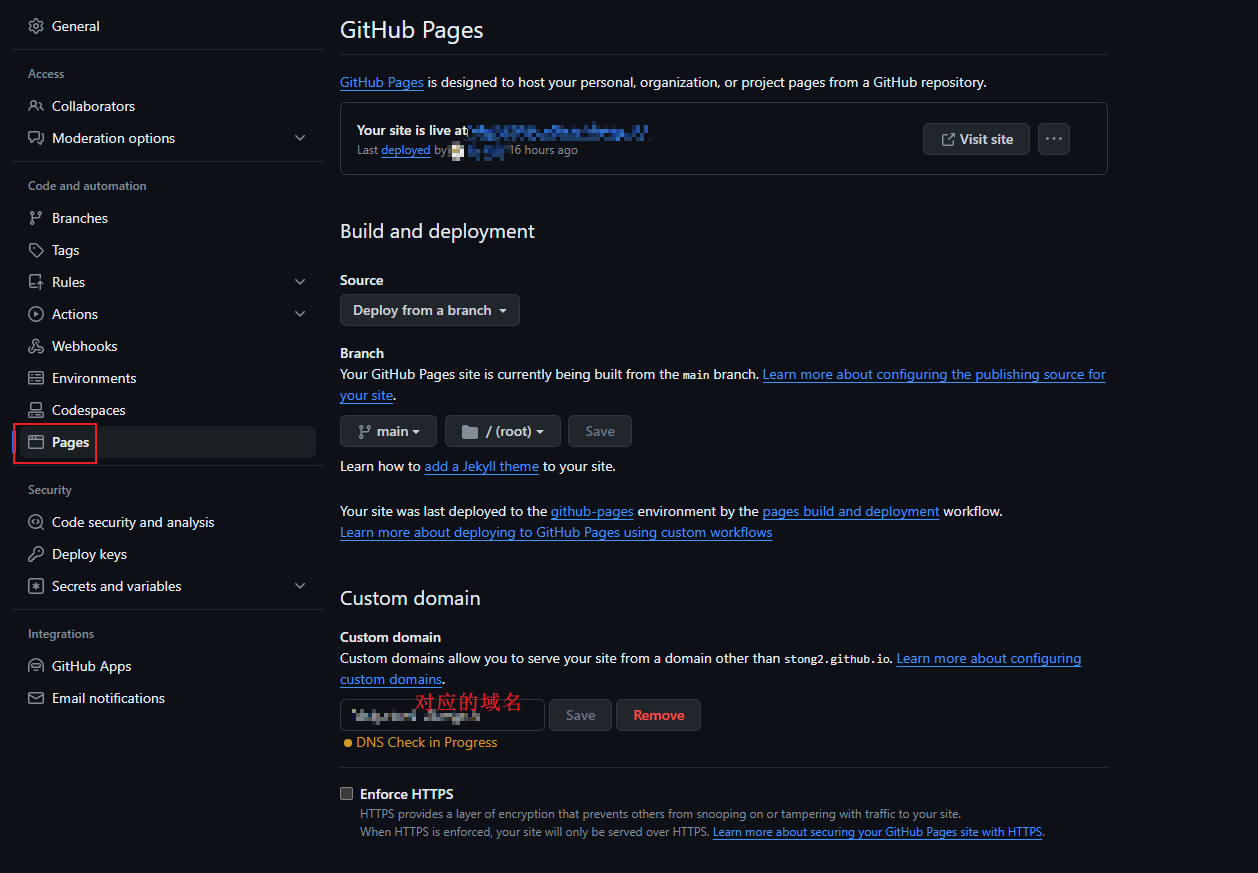 General
Access
Collaborators
Moderation options
Code and automation
Branches
Tags
Rules
Actions
Webhooks
Environments
Codespaces
Pages
Security
Code security and analysis
Deploy keys
Secrets and variables
Integrations
GitHub Apps
Email notifications
GitHub Pages
GitHub Pages is designed to host your personal, organization, or project pages from a GitHub repository.
Your site is live at
Last deployed by 16 hours ago
Visit site
Build and deployment
Source
Deploy from a branch
Branch
Your GitHub Pages site is currently being built from the main branch. Learn more about configuring the publishing source for
your site.
main / (root) Save
Learn how to add a Jekyll theme to your site.
Your site was last deployed to the github-pages environment by the pages build and deployment workflow.
Learn more about deploying to GitHub Pages using custom workflows
Custom domain
Custom domain
Custom domains allow you to serve your site from a domain other than stong2.github.io. Learn more about configuring
custom domains.
对应的域名
Save Remove
DNS Check in Progress
Enforce HTTPS
HTTPS provides a layer of encryption that prevents others from snooping on or tampering with traffic to your site.
When HTTPS is enforced, your site will only be served over HTTPS. Learn more about securing your GitHub Pages site with HTTPS.